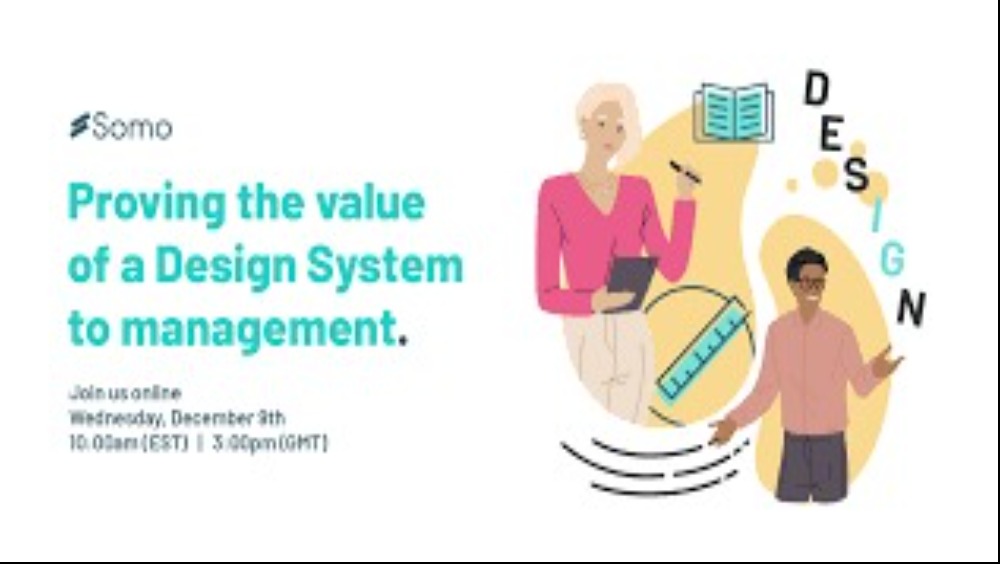 Somo
Proving the value
of a Design System
to management.
Join us online
Wednesday, December 9th
10.00am (EST) | 3.00pm (GMT)
DESIGN